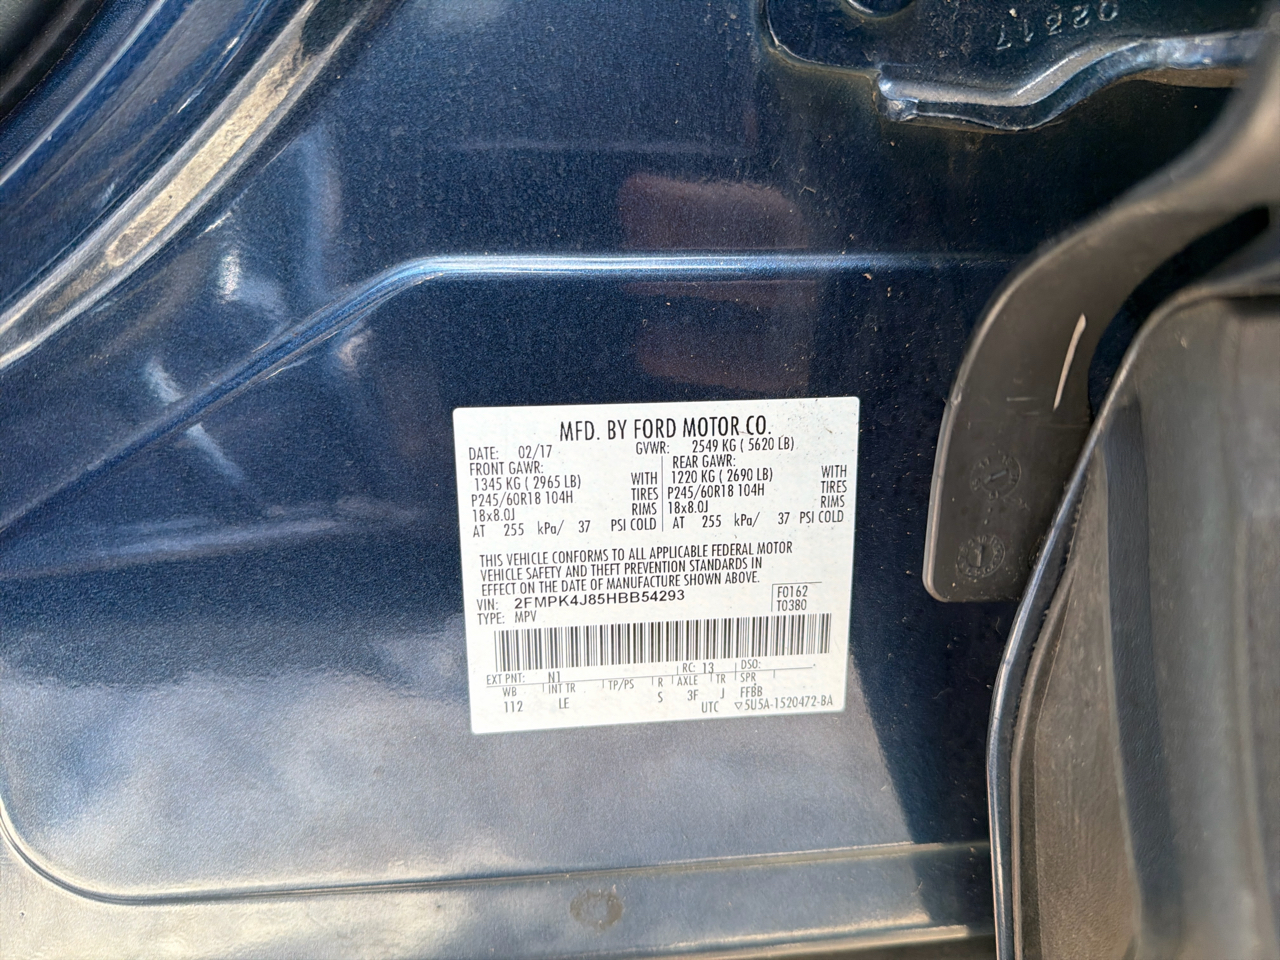 022017
MFD. BY FORD MOTOR CO.
DATE: 02/17 GVWR: 2549 KG ( 5620 LB)
FRONT GAWR: REAR GAWR:
1345 KG ( 2965 LB) WITH 1220 KG ( 2690 LB) WITH
P245/60R18 104H TIRES P245/60R18 104H TIRES
18x8.0J RIMS 18x8.0J RIMS
AT 255 kPa/ 37 PSI COLD AT 255 kPa/ 37 PSI COLD
THIS VEHICLE CONFORMS TO ALL APPLICABLE FEDERAL MOTOR
VEHICLE SAFETY AND THEFT PREVENTION STANDARDS IN
EFFECT ON THE DATE OF MANUFACTURE SHOWN ABOVE.
VIN: 2FMPK4J85HBB54293 F0162
TYPE: MPV T0380
EXT PNT: N1 RC: 13 DSO:
WB INT TR TP/PS R AXLE TR SPR
112 LE S 3F J FFBB
UTC ▽5U5A-1520472-BA